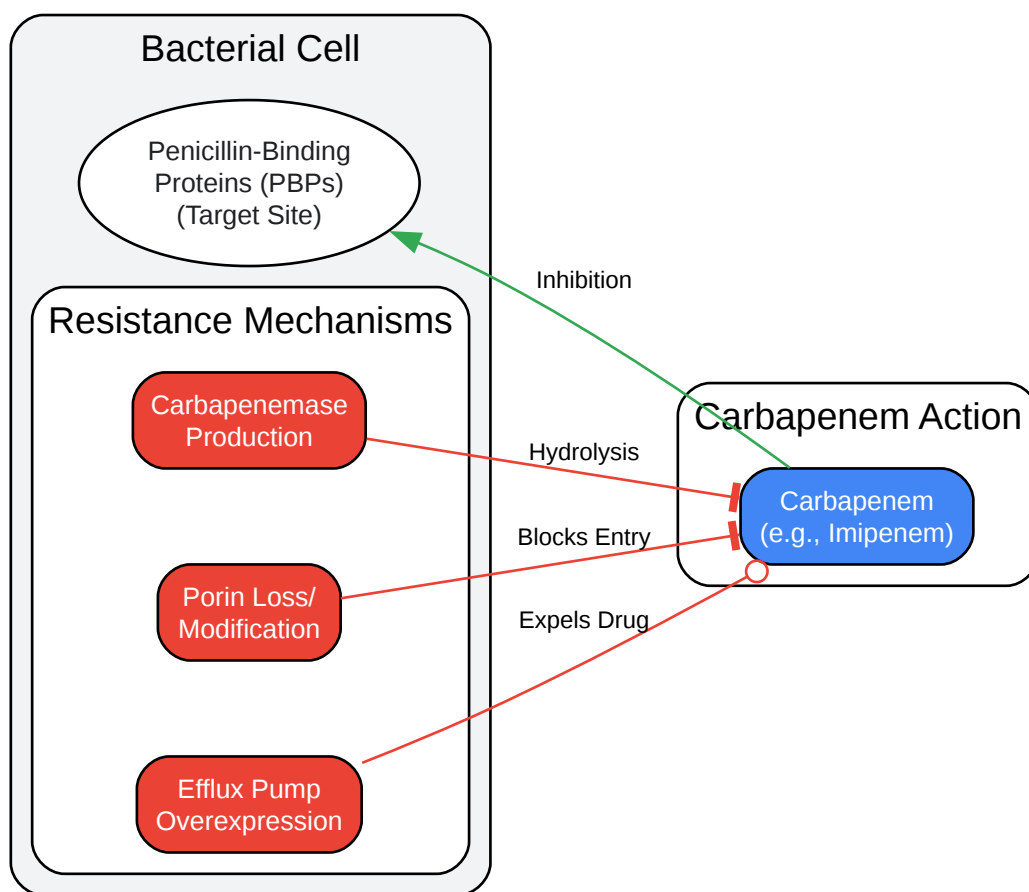 Bacterial Cell
Penicillin-Binding
Proteins (PBPs)
(Target Site)
Inhibition
Resistance Mechanisms
Carbapenemase
Production
Hydrolysis
Carbapenem Action
Carbapenem
(e.g., Imipenem)
Blocks Entry
Porin Loss/
Modification
Expels Drug
Efflux Pump
Overexpression